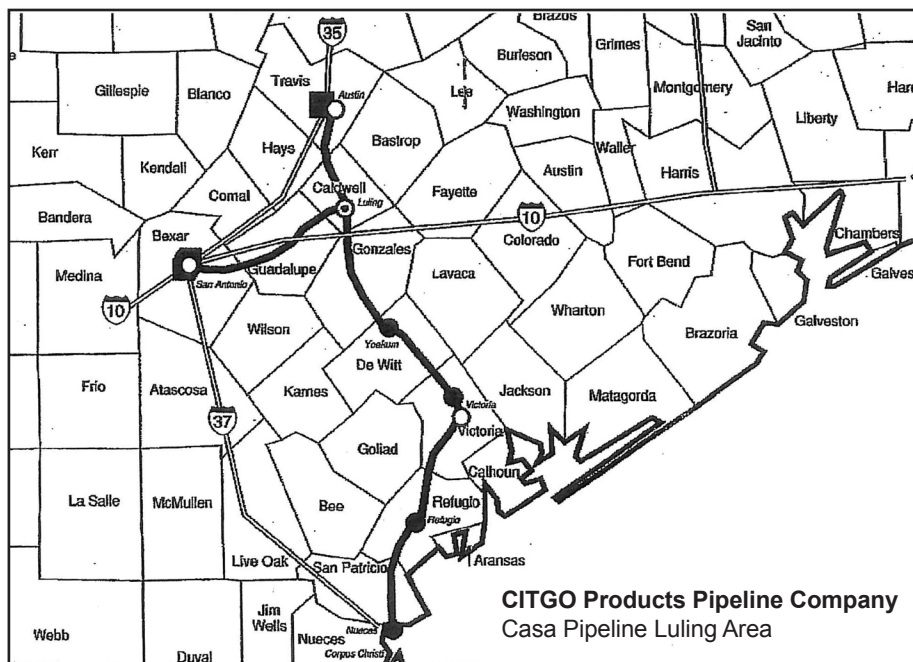 Brazos
San
Jacinto
35
Grimes
Burleson
Travis
Gillespie
Blanco
Lee
Montgomery
Liberty
Har
Austin
Washington
Hays
Bastrop
Waller
Kerr
Kendall
Austin
Harris
Comal
Caldwell
Fayette
Luling
Bandera
10
Bexar
Colorado
Chambers
Gonzales
Guadalupe
Fort Bend
Medina
Lavaca
Galves
San Antonio
10
Wharton
Wilson
Brazoria
Galveston
Yoakum
De Witt
Frio
Atascosa
Karnes
Jackson
Matagorda
Victoria
37
Victoria
Goliad
Calhoun
La Salle
McMullen
Bee
Refugio
Refugio
Live Oak
San Patricio
Aransas
CITGO Products Pipeline Company
Casa Pipeline Luling Area
Jim
Wells
Webb
Nueces
Nueces
Corpus Christi
Duval